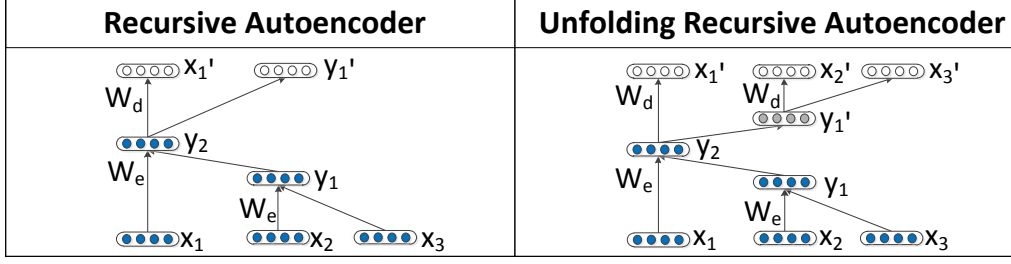 Recursive Autoencoder
x1'
y1'
Wd
y2
We
y1
We
x1
x2
x3
Unfolding Recursive Autoencoder
x1'
x2'
x3'
Wd
Wd
y1'
y2
We
y1
We
x1
x2
x3